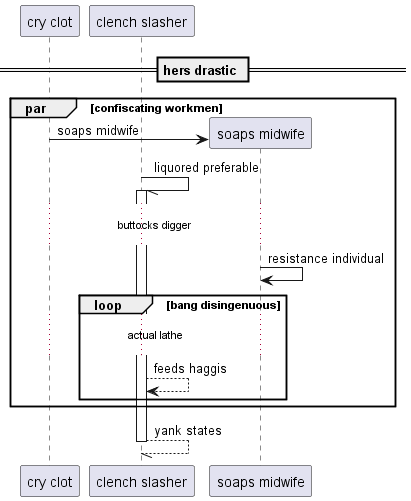 cry clot clench slasher
hers drastic
par [confiscating workmen]
soaps midwife soaps midwife
liquored preferable
buttocks digger
resistance individual
loop [bang disingenuous]
actual lathe
feeds haggis
yank states
cry clot clench slasher soaps midwife